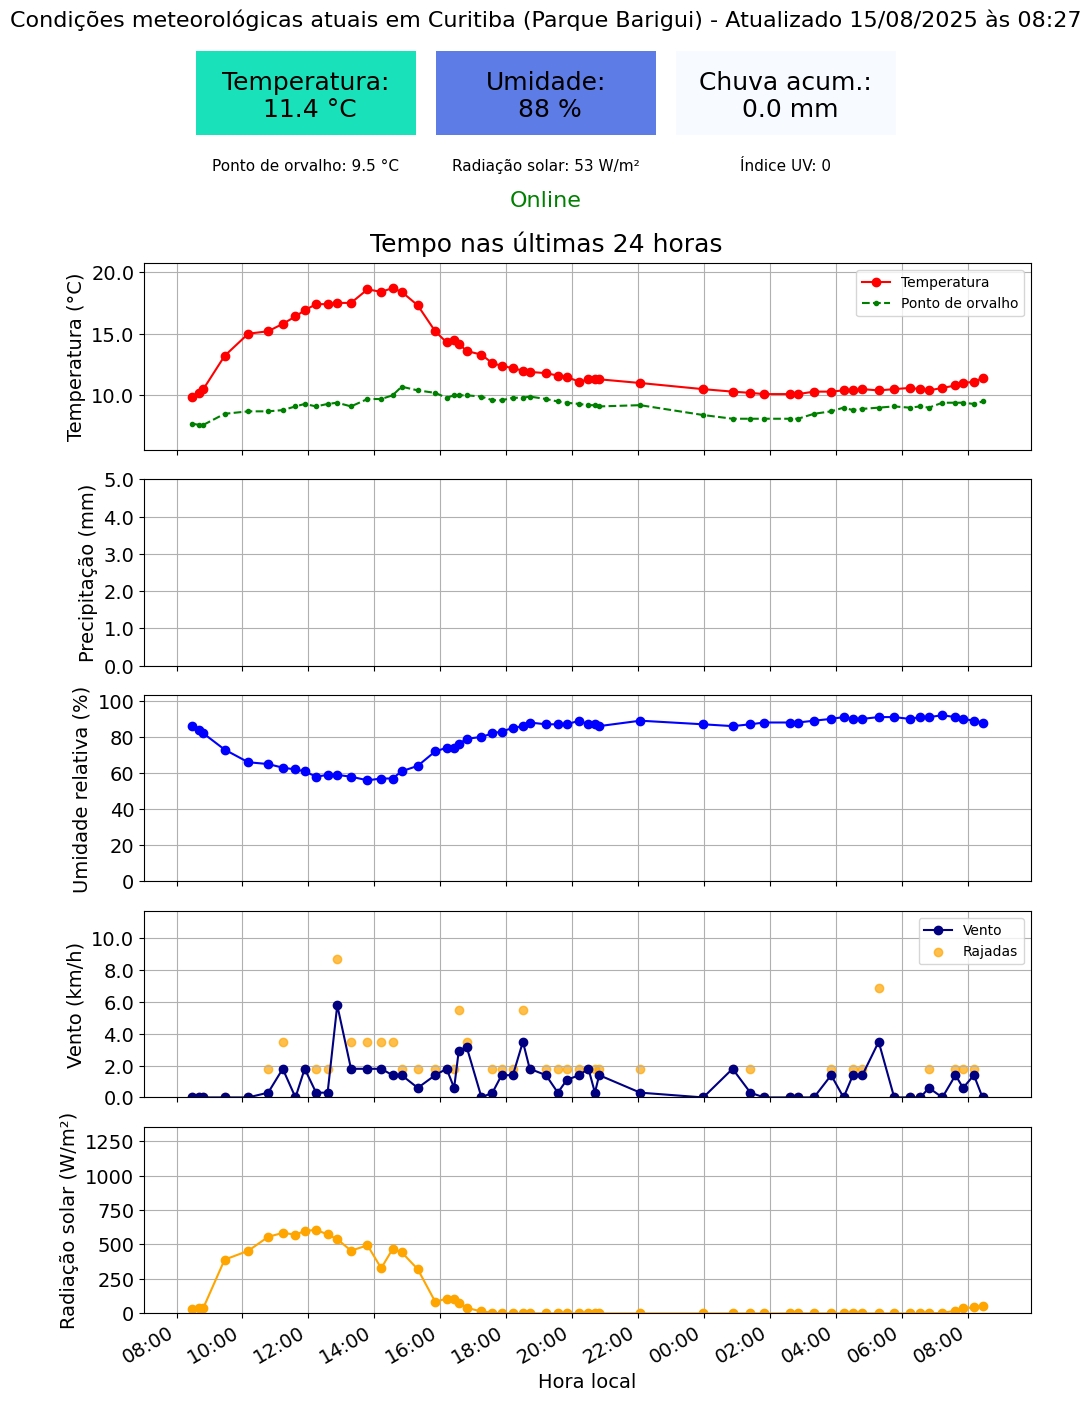 Condições meteorológicas atuais em Curitiba (Parque Barigui) - Atualizado 15/08/2025 às 08:27
Temperatura:
11.4 °C
Umidade:
88 %
Chuva acum.:
0.0 mm
Ponto de orvalho: 9.5 °C
Radiação solar: 53 W/m²
Índice UV: 0
Online
Tempo nas últimas 24 horas
Temperatura (°C)
20.0
15.0
10.0
Temperatura
Ponto de orvalho
Precipitação (mm)
5.0
4.0
3.0
2.0
1.0
0.0
Umidade relativa (%)
100
80
60
40
20
0
Vento (km/h)
10.0
8.0
6.0
4.0
2.0
0.0
Vento
Rajadas
Radiação solar (W/m²)
1250
1000
750
500
250
0
08:00 10:00 12:00 14:00 16:00 18:00 20:00 22:00 00:00 02:00 04:00 06:00 08:00
Hora local